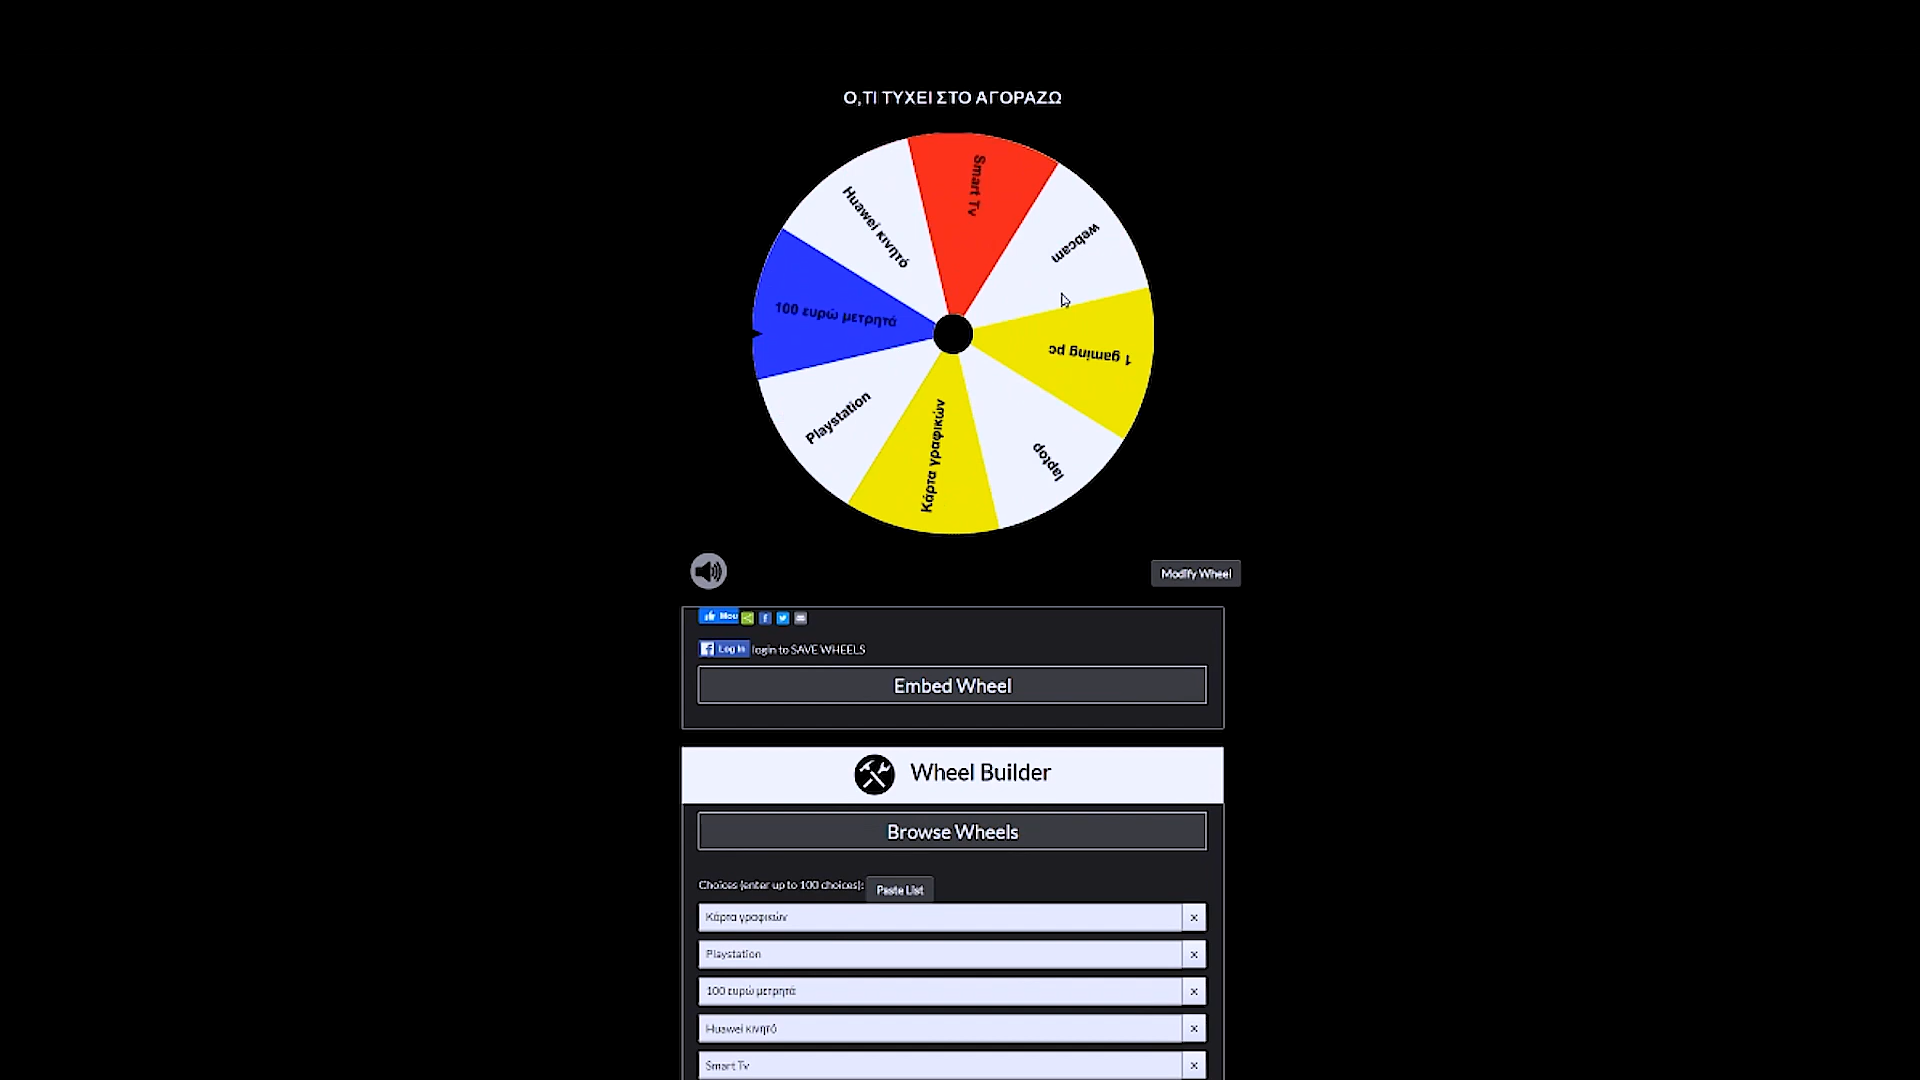 Ο,ΤΙ ΤΥΧΕΙ ΣΤΟ ΑΓΟΡΑΖΩ
Smart Tv
Huawei κινητό
webcam
100 ευρώ μετρητά
1 gaming pc
Playstation
Κάρτα γραφικών
laptop
Modify Wheel
Μου
Log In login to SAVE WHEELS
Embed Wheel
Wheel Builder
Browse Wheels
Choices (enter up to 100 choices): Paste List
Κάρτα γραφικών x
Playstation x
100 ευρώ μετρητά x
Huawei κινητό x
Smart Tv x